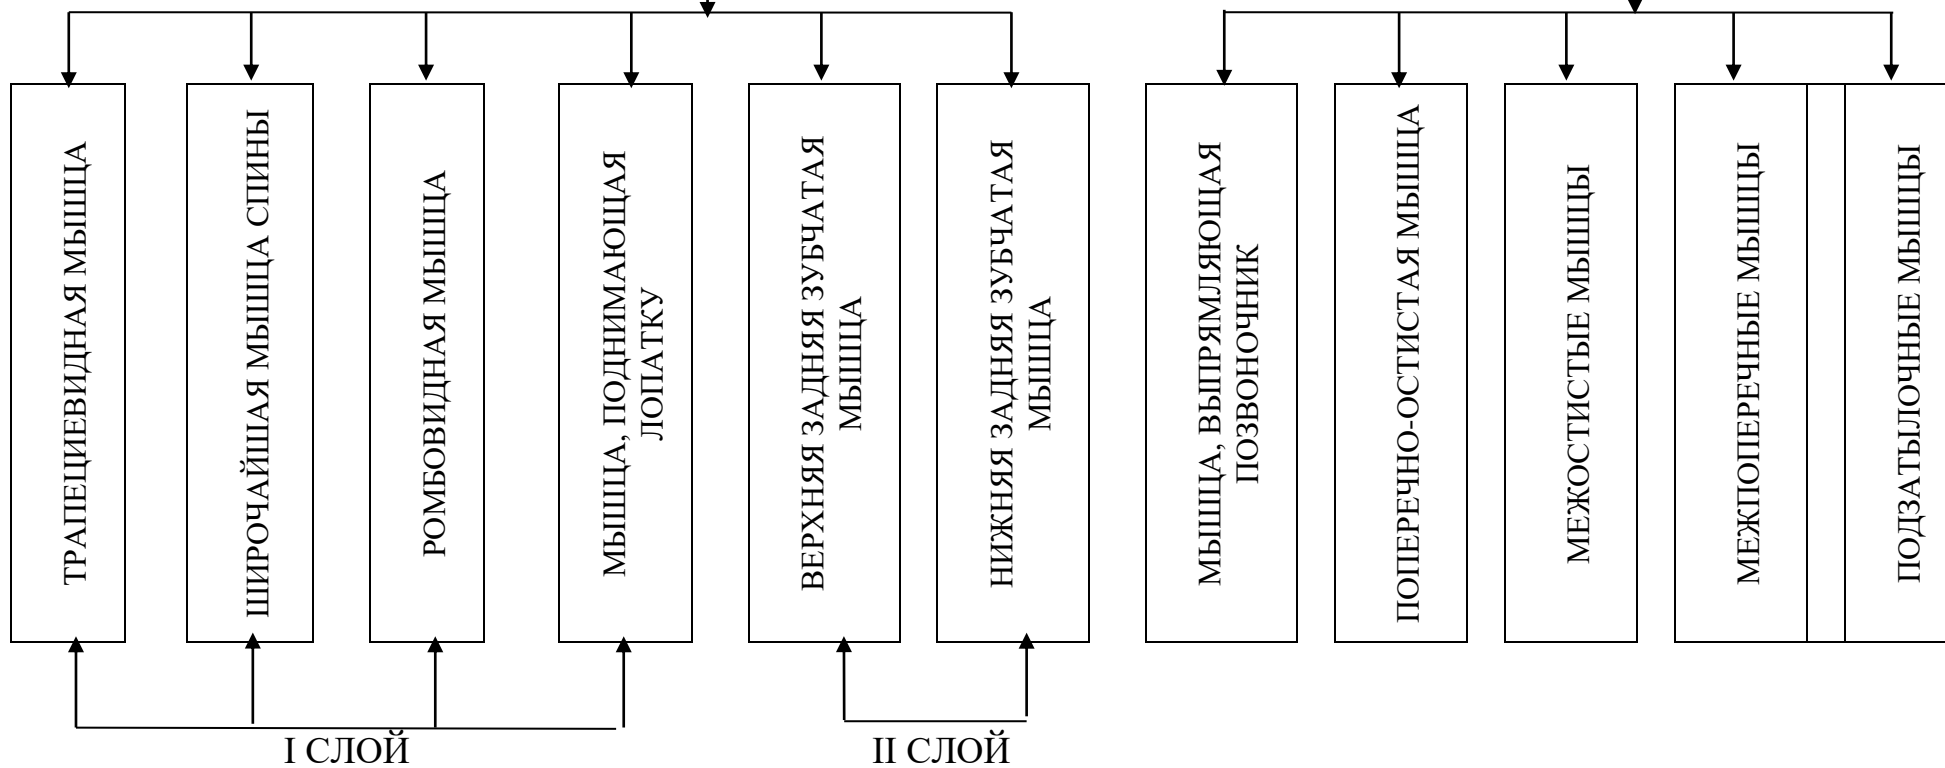 ТРАПЕЦИЕВИДНАЯ МЫШЦА
ШИРОЧАЙШАЯ МЫШЦА СПИНЫ
РОМБОВИДНАЯ МЫШЦА
МЫШЦА, ПОДНИМАЮЩАЯ
ЛОПАТКУ
ВЕРХНЯЯ ЗАДНЯЯ ЗУБЧАТАЯ
МЫШЦА
НИЖНЯЯ ЗАДНЯЯ ЗУБЧАТАЯ
МЫШЦА
МЫШЦА, ВЫПРЯМЛЯЮЩАЯ
ПОЗВОНОЧНИК
ПОПЕРЕЧНО-ОСТИСТАЯ МЫШЦА
МЕЖОСТИСТЫЕ МЫШЦЫ
МЕЖПОПЕРЕЧНЫЕ МЫШЦЫ
ПОДЗАТЫЛОЧНЫЕ МЫШЦЫ
I СЛОЙ
II СЛОЙ